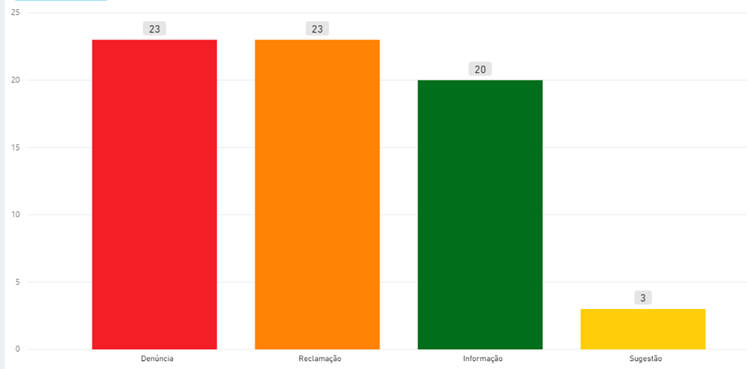 25
23
23
20
20
15
10
5
3
0
Denúncia
Reclamação
Informação
Sugestão